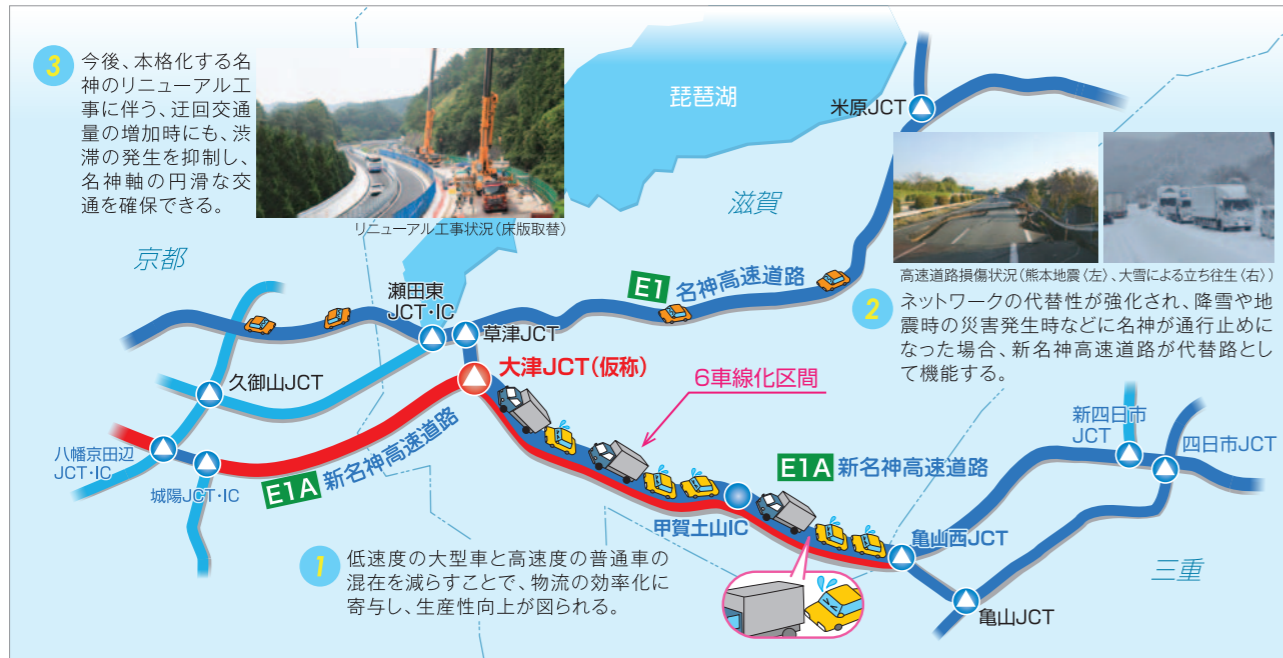 3
今後、本格化する名
神のリニューアル工
事に伴う、迂回交通
量の増加時にも、渋
滞の発生を抑制し、
名神軸の円滑な交
通を確保できる。
リニューアル工事状況（床版取替）
琵琶湖
米原JCT
滋賀
京都
高速道路損傷状況（熊本地震〈左〉、大雪による立ち往生〈右〉）
2
ネットワークの代替性が強化され、降雪や地
震時の災害発生時などに名神が通行止めに
なった場合、新名神高速道路が代替路とし
て機能する。
E1 名神高速道路
瀬田東
JCT・IC
草津JCT
大津JCT（仮称）
久御山JCT
6車線化区間
八幡京田辺
JCT・IC
城陽JCT・IC
E1A 新名神高速道路
E1A 新名神高速道路
新四日市
JCT
四日市JCT
甲賀土山IC
亀山西JCT
亀山JCT
三重
1
低速度の大型車と高速度の普通車の
混在を減らすことで、物流の効率化に
寄与し、生産性向上が図られる。